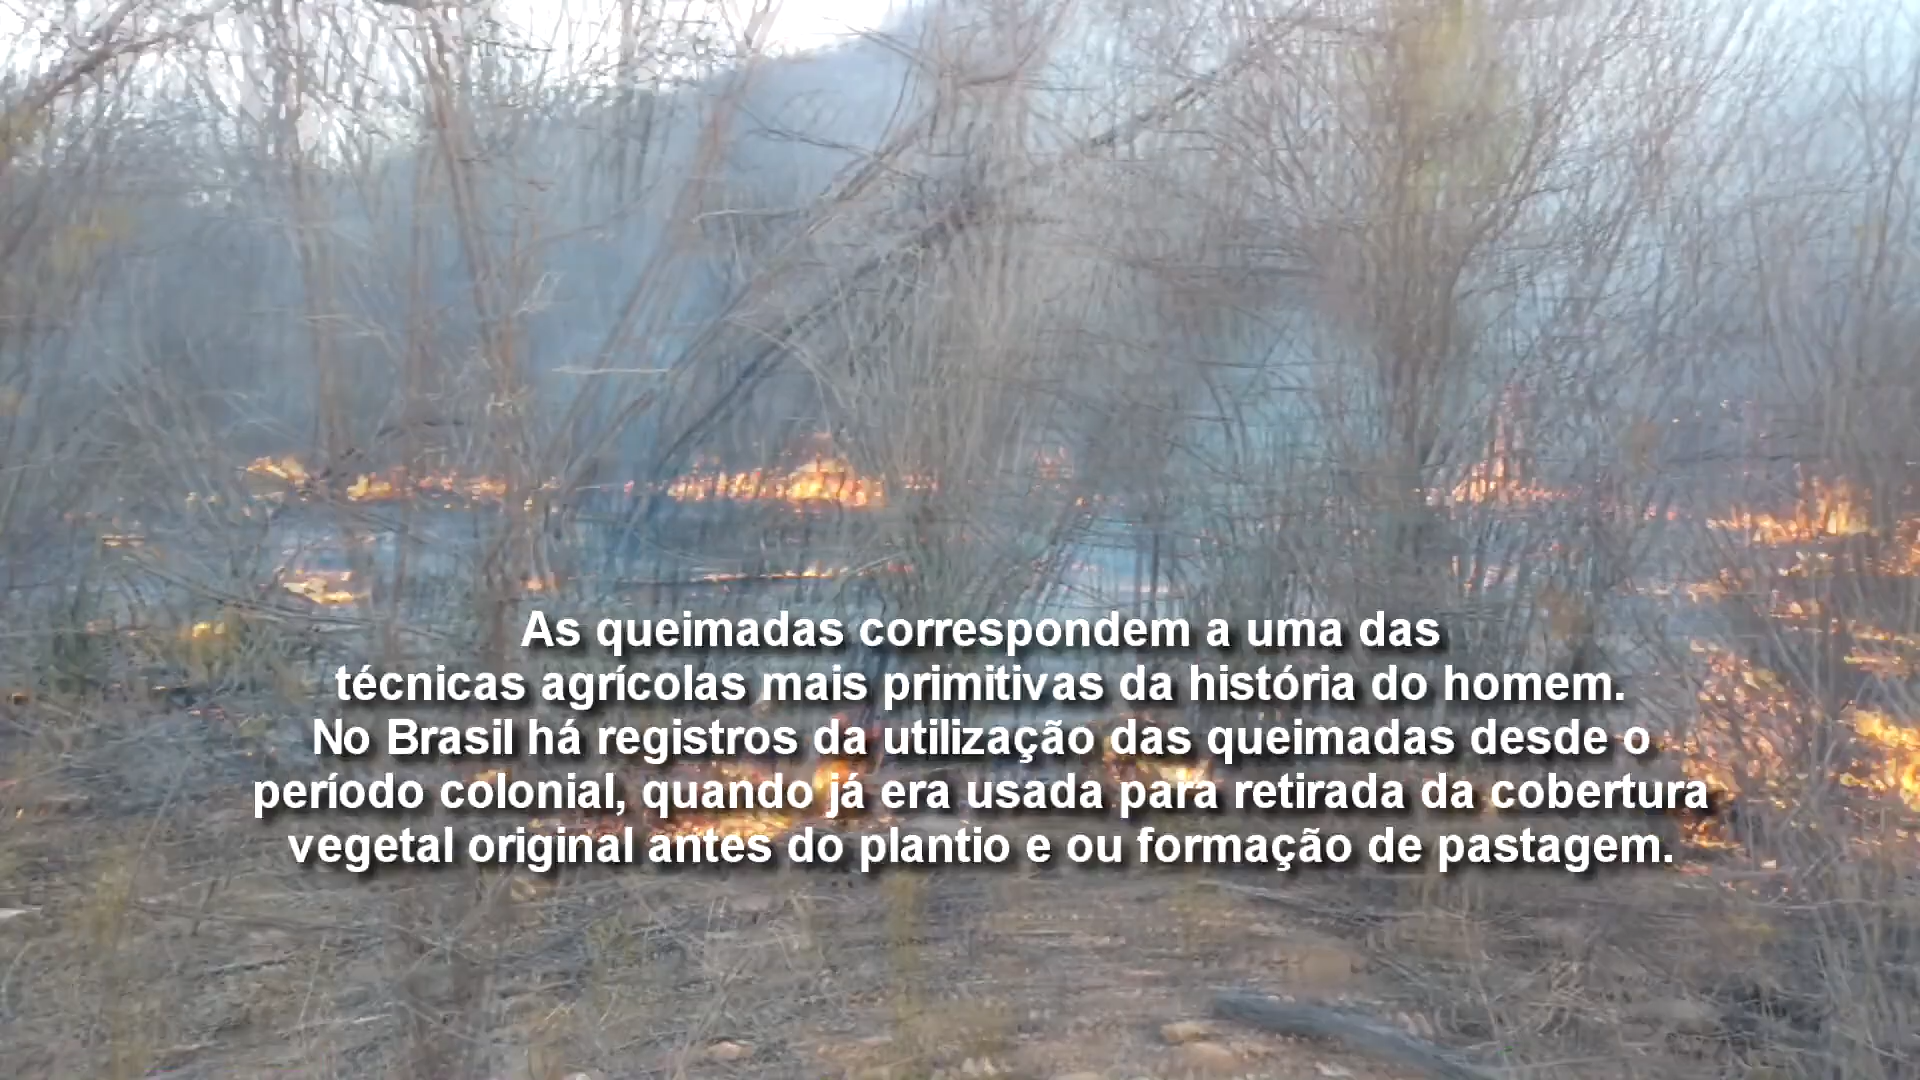 As queimadas correspondem a uma das
técnicas agrícolas mais primitivas da história do homem.
No Brasil há registros da utilização das queimadas desde o
período colonial, quando já era usada para retirada da cobertura
vegetal original antes do plantio e ou formação de pastagem.